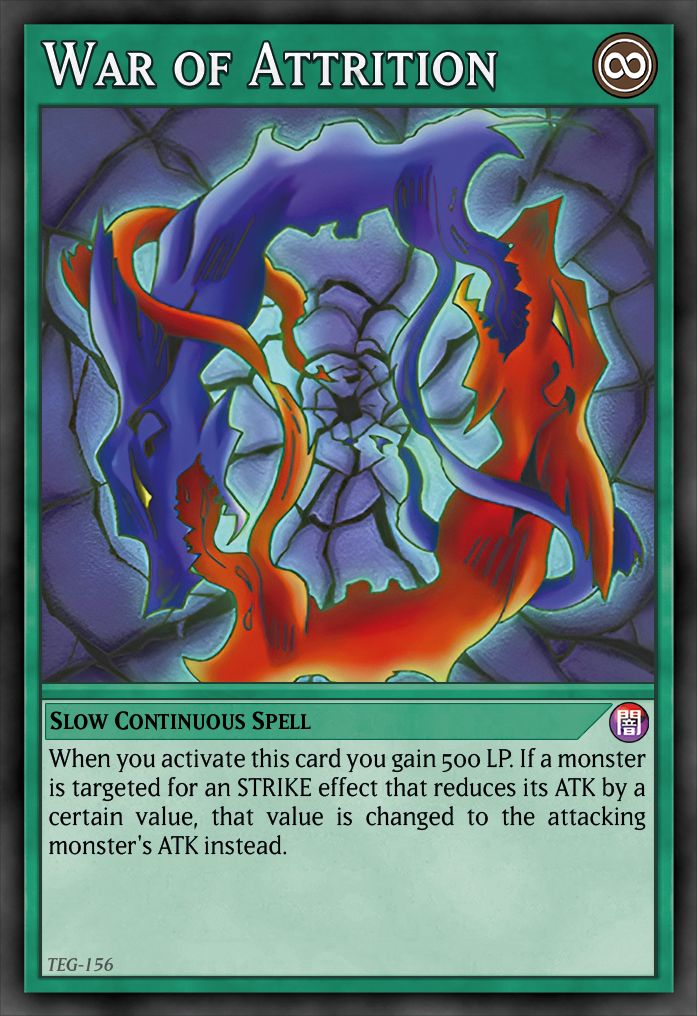 War of Attrition
Slow Continuous Spell
闇
When you activate this card you gain 500 LP. If a monster
is targeted for an STRIKE effect that reduces its ATK by a
certain value, that value is changed to the attacking
monster's ATK instead.
TEG-156